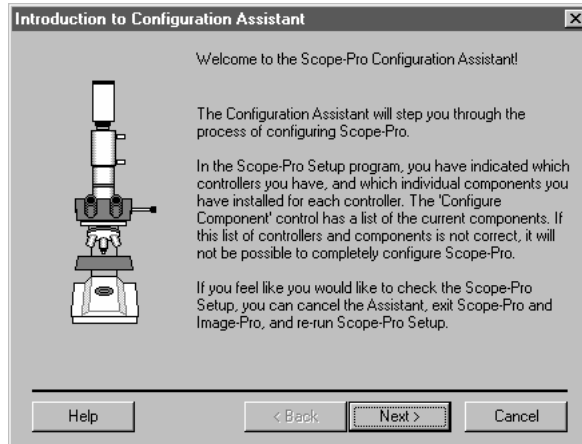 Introduction to Configuration Assistant
Welcome to the Scope-Pro Configuration Assistant!
The Configuration Assistant will step you through the
process of configuring Scope-Pro.
In the Scope-Pro Setup program, you have indicated which
controllers you have, and which individual components you
have installed for each controller. The 'Configure
Component' control has a list of the current components. If
this list of controllers and components is not correct, it will
not be possible to completely configure Scope-Pro.
If you feel like you would like to check the Scope-Pro
Setup, you can cancel the Assistant, exit Scope-Pro and
Image-Pro, and re-run Scope-Pro Setup.
Help
< Back
Next >
Cancel